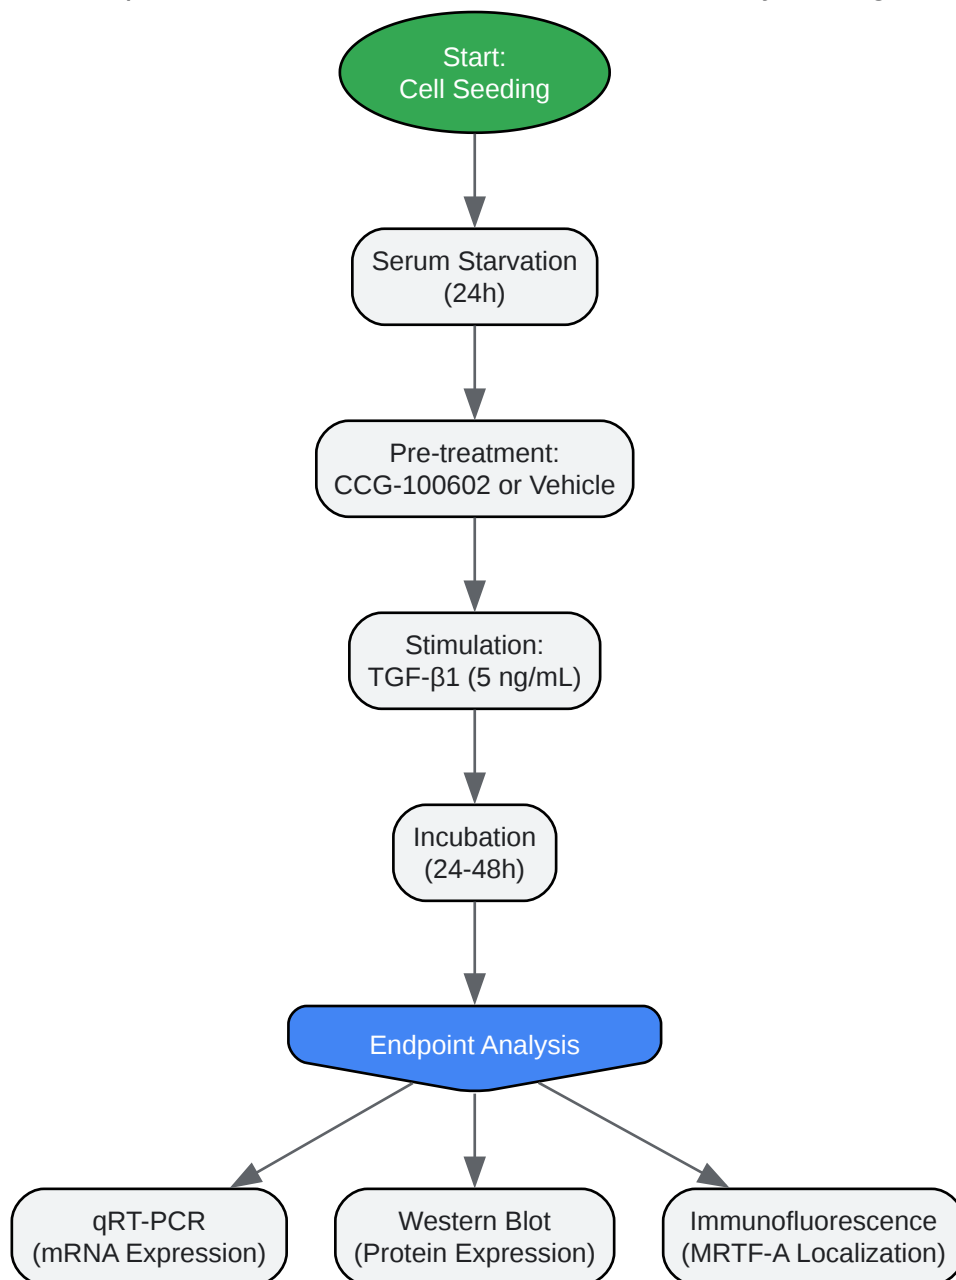 Start:
Cell Seeding
Serum Starvation
(24h)
Pre-treatment:
CCG-100602 or Vehicle
Stimulation:
TGF-β1 (5 ng/mL)
Incubation
(24-48h)
Endpoint Analysis
qRT-PCR
(mRNA Expression)
Western Blot
(Protein Expression)
Immunofluorescence
(MRTF-A Localization)